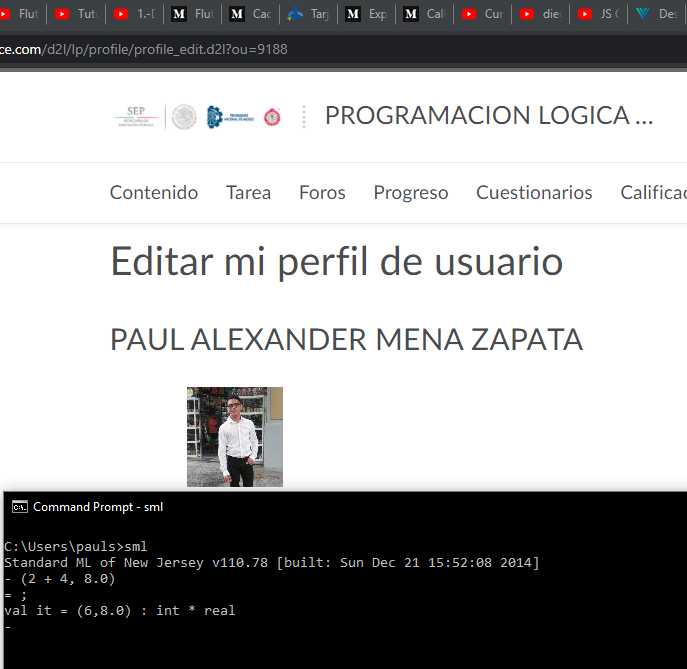 Flut
Tuto
1.-D
M Flut
M Cac
Tarj
M Exp
M Cali
Cur
die
JS C
Des
ce.com/d2l/lp/profile/profile_edit.d2l?ou=9188
SEP
PROGRAMACION LOGICA ...
Contenido Tarea Foros Progreso Cuestionarios Calificac
Editar mi perfil de usuario
PAUL ALEXANDER MENA ZAPATA
Command Prompt - sml
C:\Users\pauls>sml
Standard ML of New Jersey v110.78 [built: Sun Dec 21 15:52:08 2014]
- (2 + 4, 8.0)
= ;
val it = (6,8.0) : int * real
-